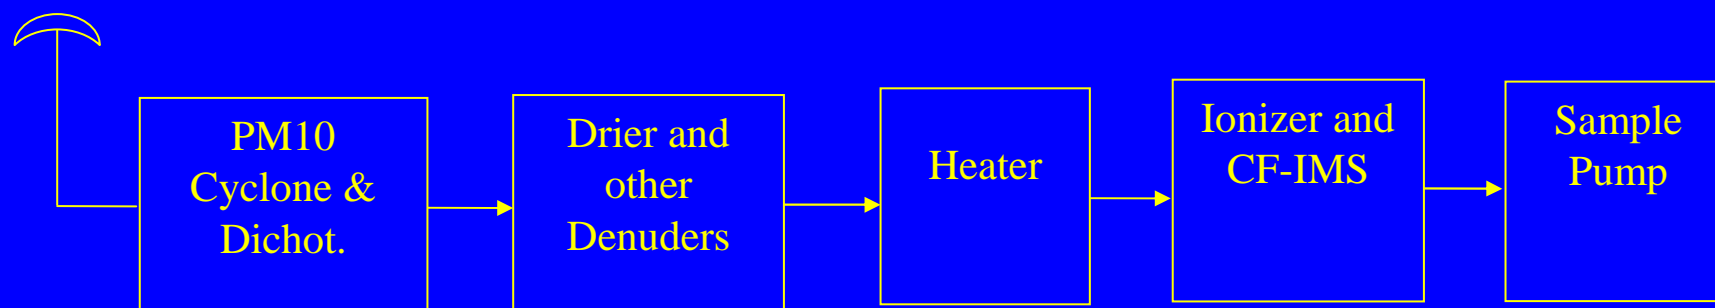 PM10
Cyclone &
Dichot.
Drier and
other
Denuders
Heater
Ionizer and
CF-IMS
Sample
Pump